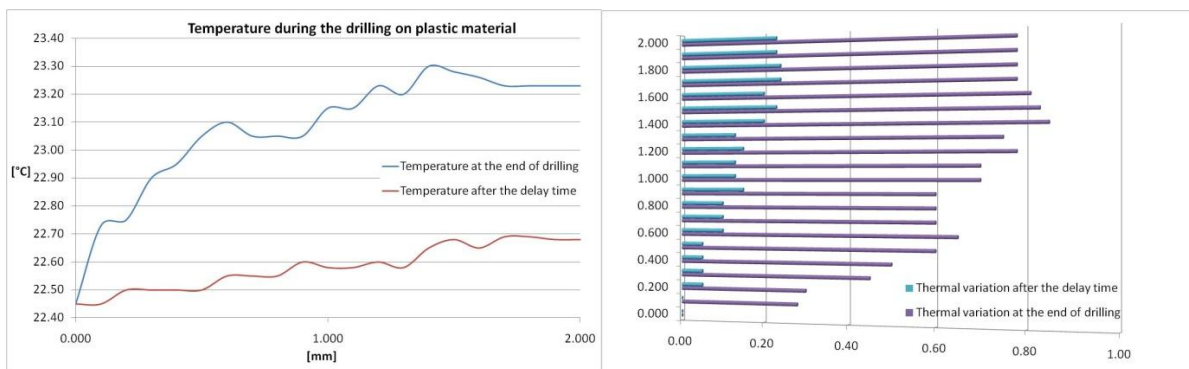 Temperature during the drilling on plastic material
23.40
23.30
23.20
23.10
23.00
[°C]
22.90
22.80
22.70
22.60
22.50
22.40
Temperature at the end of drilling
Temperature after the delay time
0.000 1.000 2.000
[mm]
1.00
2.000
1.800
1.600
1.400
1.200
1.000
0.800
0.600
0.400
0.200
0.000
Thermal variation after the delay time
Thermal variation at the end of drilling
0.00 0.20 0.40 0.60 0.80 1.00